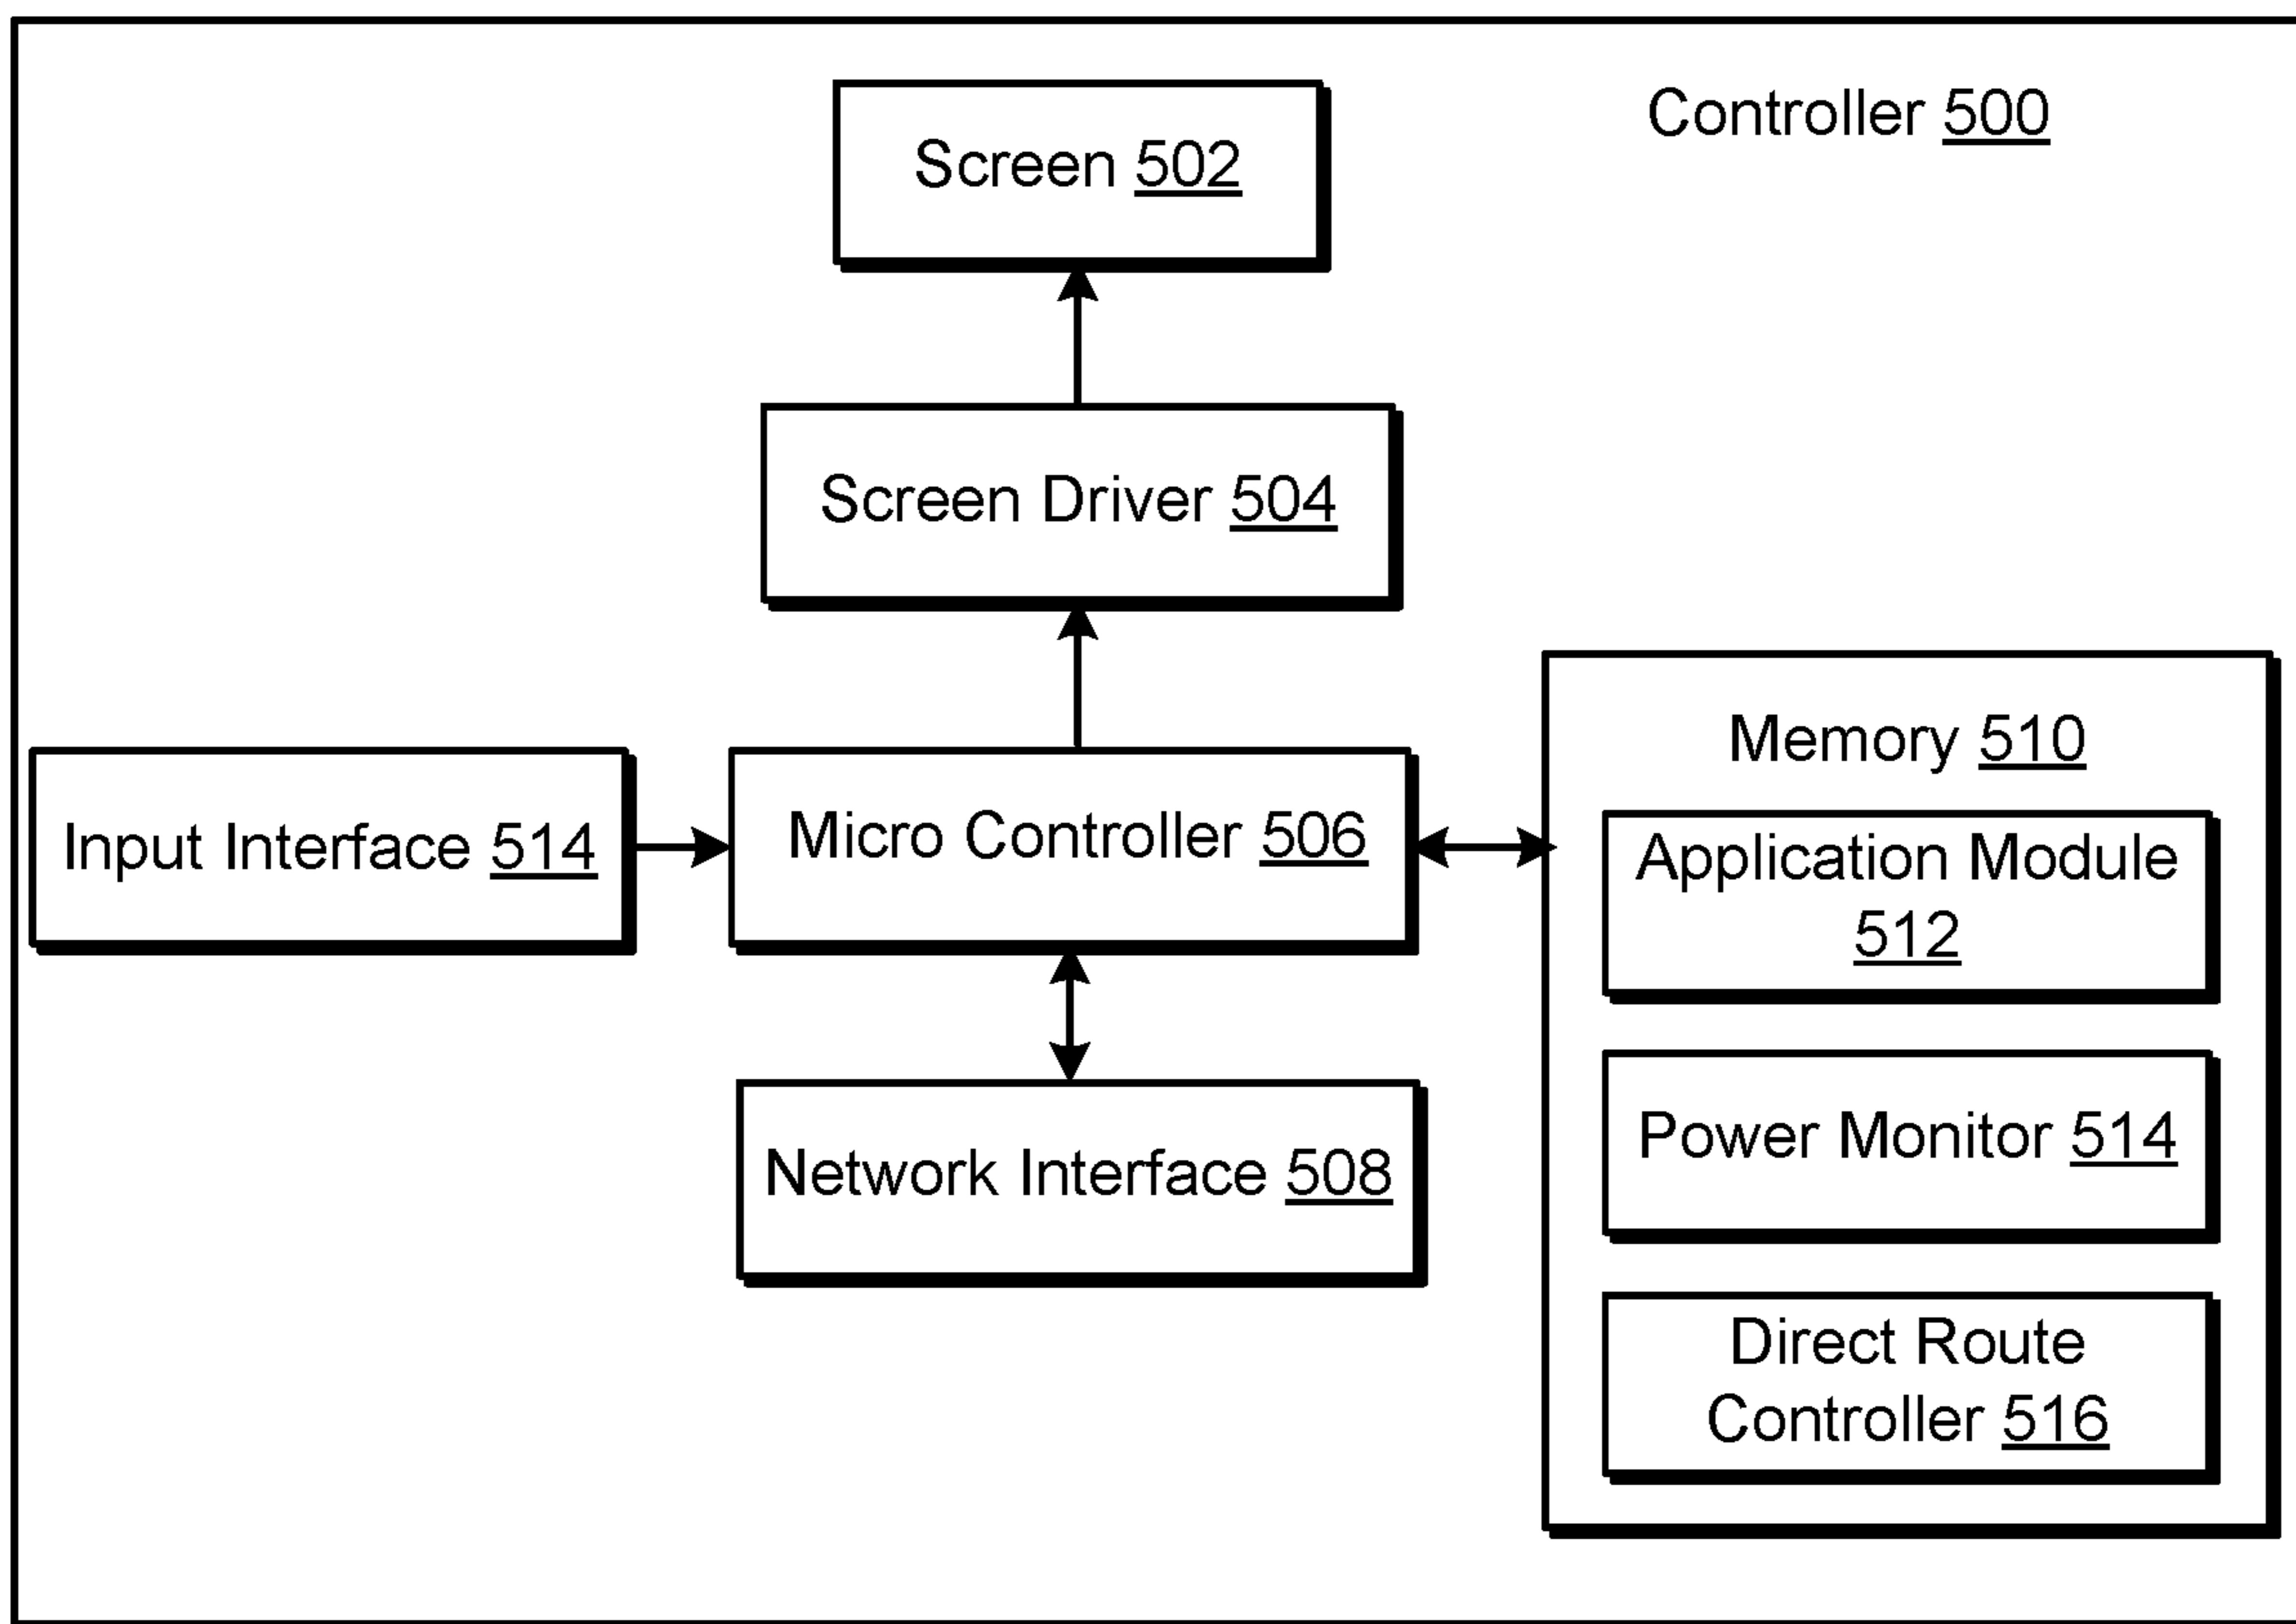 Controller 500
Screen 502
Screen Driver 504
Input Interface 514
Micro Controller 506
Network Interface 508
Memory 510
Application Module
512
Power Monitor 514
Direct Route
Controller 516